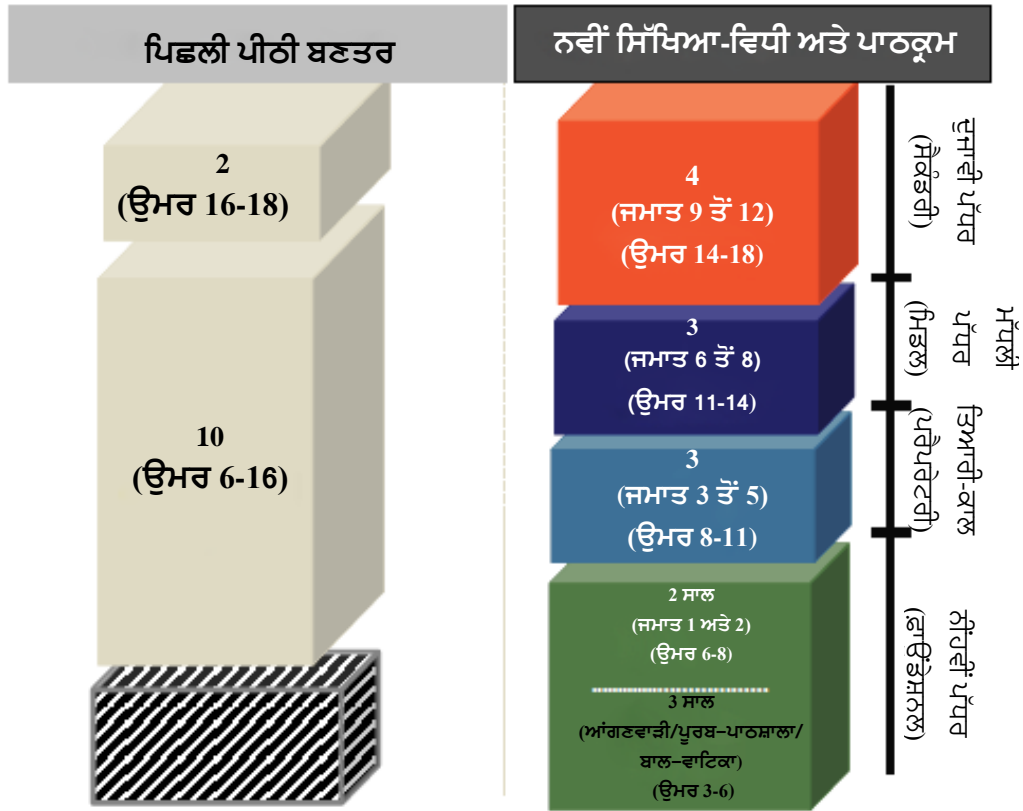 ਪਿਛਲੀ ਪੀਠੀ ਬਣਤਰ
2
(ਉਮਰ 16-18)
10
(ਉਮਰ 6-16)
ਨਵੀਂ ਸਿੱਖਿਆ-ਵਿਧੀ ਅਤੇ ਪਾਠਕ੍ਰਮ
4
(ਜਮਾਤ 9 ਤੋਂ 12)
(ਉਮਰ 14-18)
3
(ਜਮਾਤ 6 ਤੋਂ 8)
(ਉਮਰ 11-14)
3
(ਜਮਾਤ 3 ਤੋਂ 5)
(ਉਮਰ 8-11)
2 ਸਾਲ
(ਜਮਾਤ 1 ਅਤੇ 2)
(ਉਮਰ 6-8)
3 ਸਾਲ
(ਆਂਗਣਵਾੜੀ/ਪੂਰਬ–ਪਾਠਸ਼ਾਲਾ/
ਬਾਲ–ਵਾਟਿਕਾ)
(ਉਮਰ 3-6)
ਦੂਜਾਵੀ ਪੱਧਰ
(ਸੈਕੰਡਰੀ)
ਮੱਧਲੀ
ਪੱਧਰ
(ਮਿਡਲ)
ਤਿਆਰੀ-ਕਾਲ
(ਪਰੈਪਰੇਟਰੀ)
ਨੀਂਹਵੀਂ ਪੱਧਰ
(ਫ਼ਾਊਂਡੇਸ਼ਨਲ)